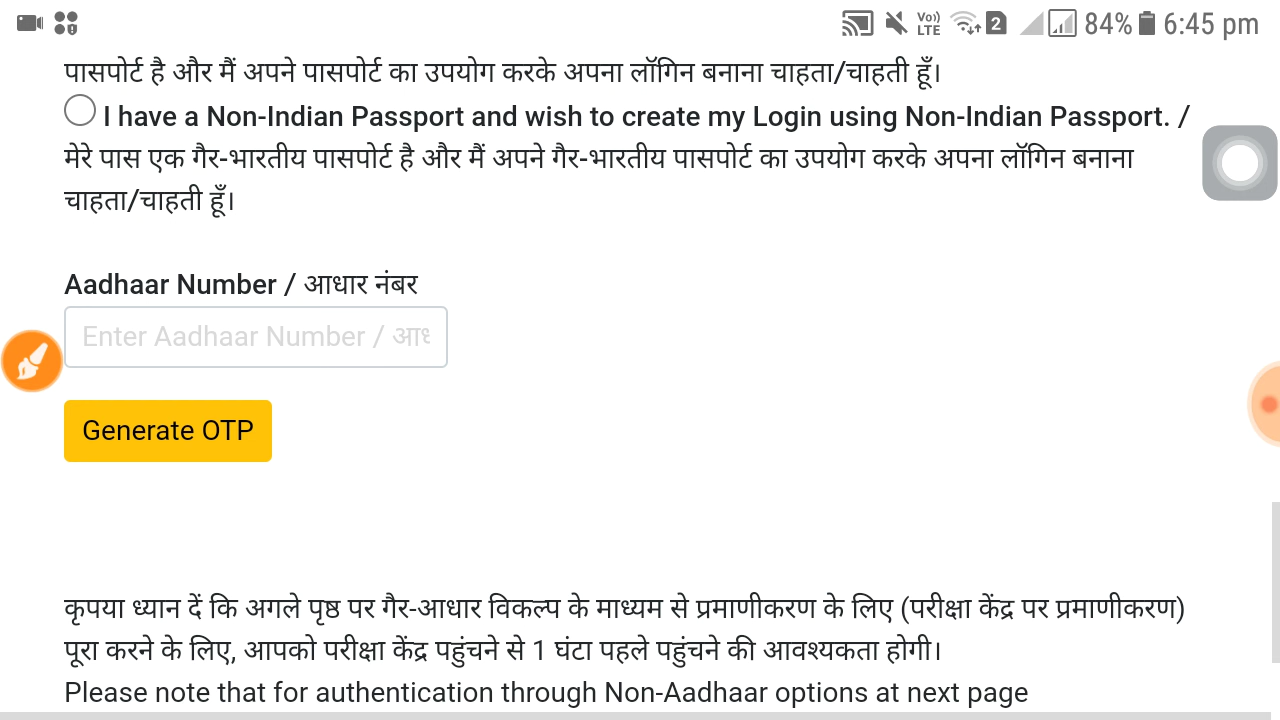 Vo)) LTE 2 84% 6:45 pm
पासपोर्ट है और मैं अपने पासपोर्ट का उपयोग करके अपना लॉगिन बनाना चाहता/चाहती हूँ।
I have a Non-Indian Passport and wish to create my Login using Non-Indian Passport. /
मेरे पास एक गैर-भारतीय पासपोर्ट है और मैं अपने गैर-भारतीय पासपोर्ट का उपयोग करके अपना लॉगिन बनाना
चाहता/चाहती हूँ।
Aadhaar Number / आधार नंबर
Enter Aadhaar Number / आध
Generate OTP
कृपया ध्यान दें कि अगले पृष्ठ पर गैर-आधार विकल्प के माध्यम से प्रमाणीकरण के लिए (परीक्षा केंद्र पर प्रमाणीकरण)
पूरा करने के लिए, आपको परीक्षा केंद्र पहुंचने से 1 घंटा पहले पहुंचने की आवश्यकता होगी।
Please note that for authentication through Non-Aadhaar options at next page